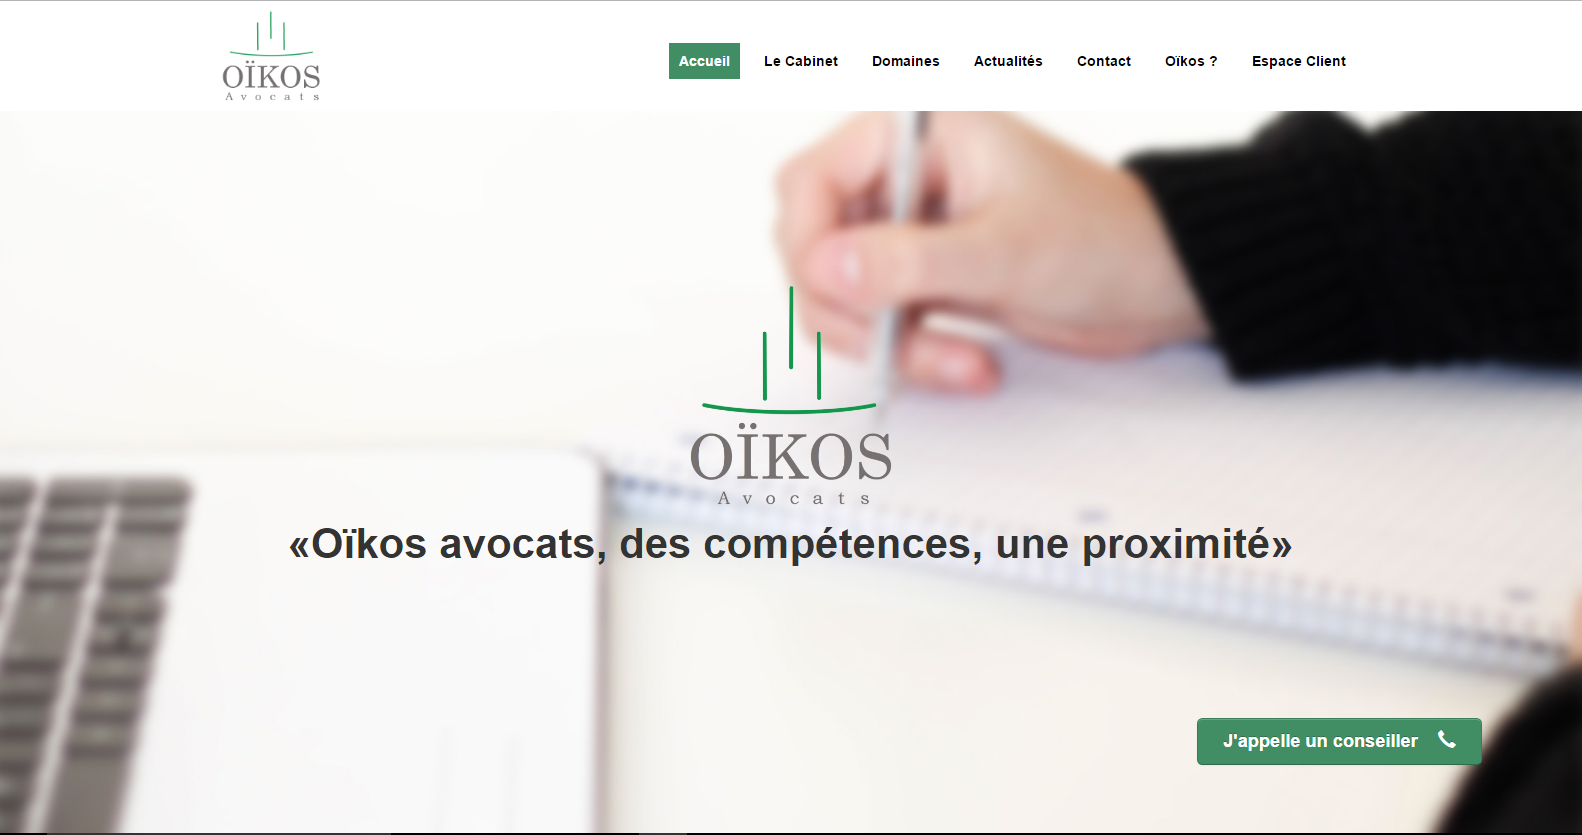 OÏKOS
Avocats
Accueil
Le Cabinet
Domaines
Actualités
Contact
Oïkos ?
Espace Client
OÏKOS
Avocats
«Oïkos avocats, des compétences, une proximité»
J'appelle un conseiller